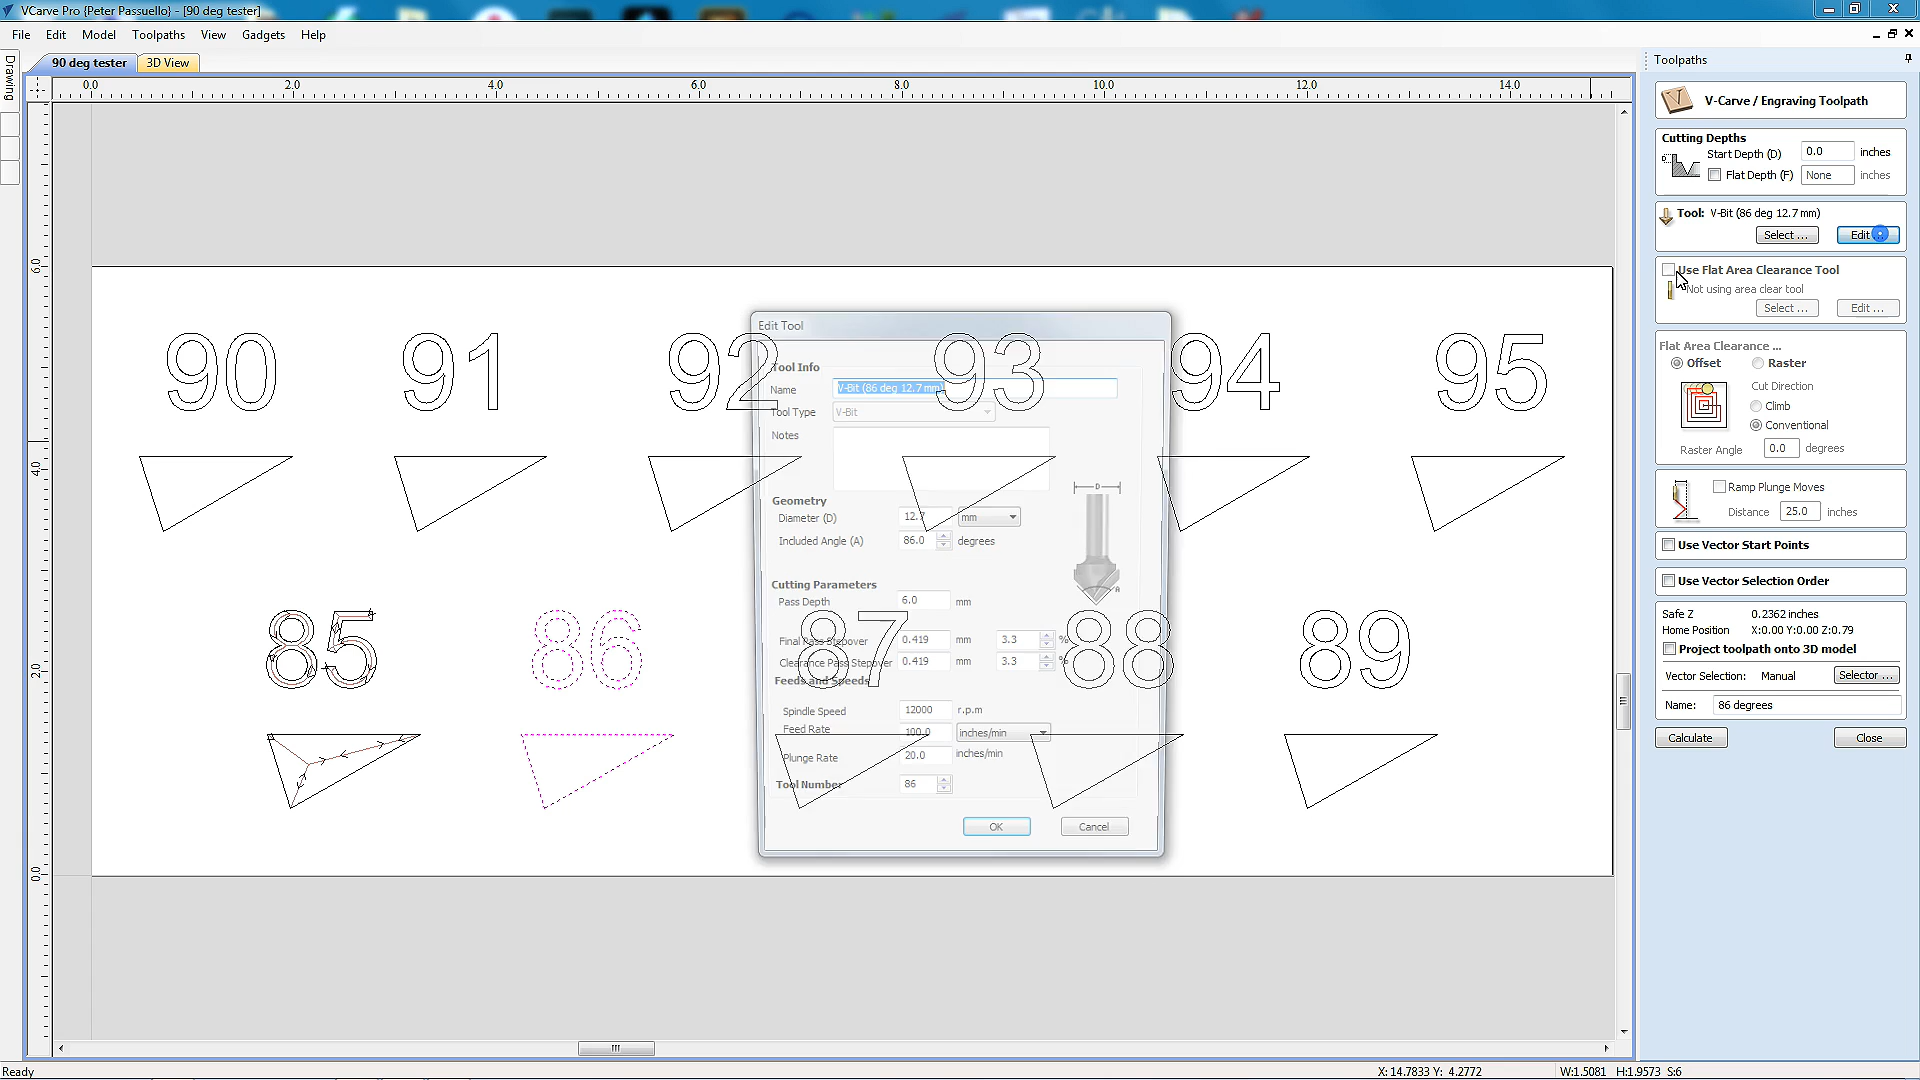 VCarve Pro {Peter Passuello} - [90 deg tester]
File Edit Model Toolpaths View Gadgets Help
Drawing
90 deg tester 3D View
0.0 2.0 4.0 6.0 8.0 10.0 12.0 14.0
6.0
4.0
2.0
0.0
90 91 92 93 94 95
85 86 87 88 89
Edit Tool
Tool Info
Name V-Bit (86 deg 12.7 mm)
Tool Type V-Bit
Notes
Geometry
Diameter (D) 12.7 mm
Included Angle (A) 86.0 degrees
D
A
Cutting Parameters
Pass Depth 6.0 mm
Final Pass Stepover 0.419 mm 3.3 %
Clearance Pass Stepover 0.419 mm 3.3 %
Feeds and Speeds
Spindle Speed 12000 r.p.m
Feed Rate 100.0 inches/min
Plunge Rate 20.0 inches/min
Tool Number 86
OK Cancel
Toolpaths
V-Carve / Engraving Toolpath
Cutting Depths
Start Depth (D) 0.0 inches
Flat Depth (F) None inches
Tool: V-Bit (86 deg 12.7 mm)
Select ... Edit
Use Flat Area Clearance Tool
Not using area clear tool
Select ... Edit ...
Flat Area Clearance ...
Offset Raster
Cut Direction
Climb
Conventional
Raster Angle 0.0 degrees
Ramp Plunge Moves
Distance 25.0 inches
Use Vector Start Points
Use Vector Selection Order
Safe Z 0.2362 inches
Home Position X:0.00 Y:0.00 Z:0.79
Project toolpath onto 3D model
Vector Selection: Manual Selector ...
Name: 86 degrees
Calculate Close
Ready X: 14.7833 Y: 4.2772 W:1.5081 H:1.9573 S:6